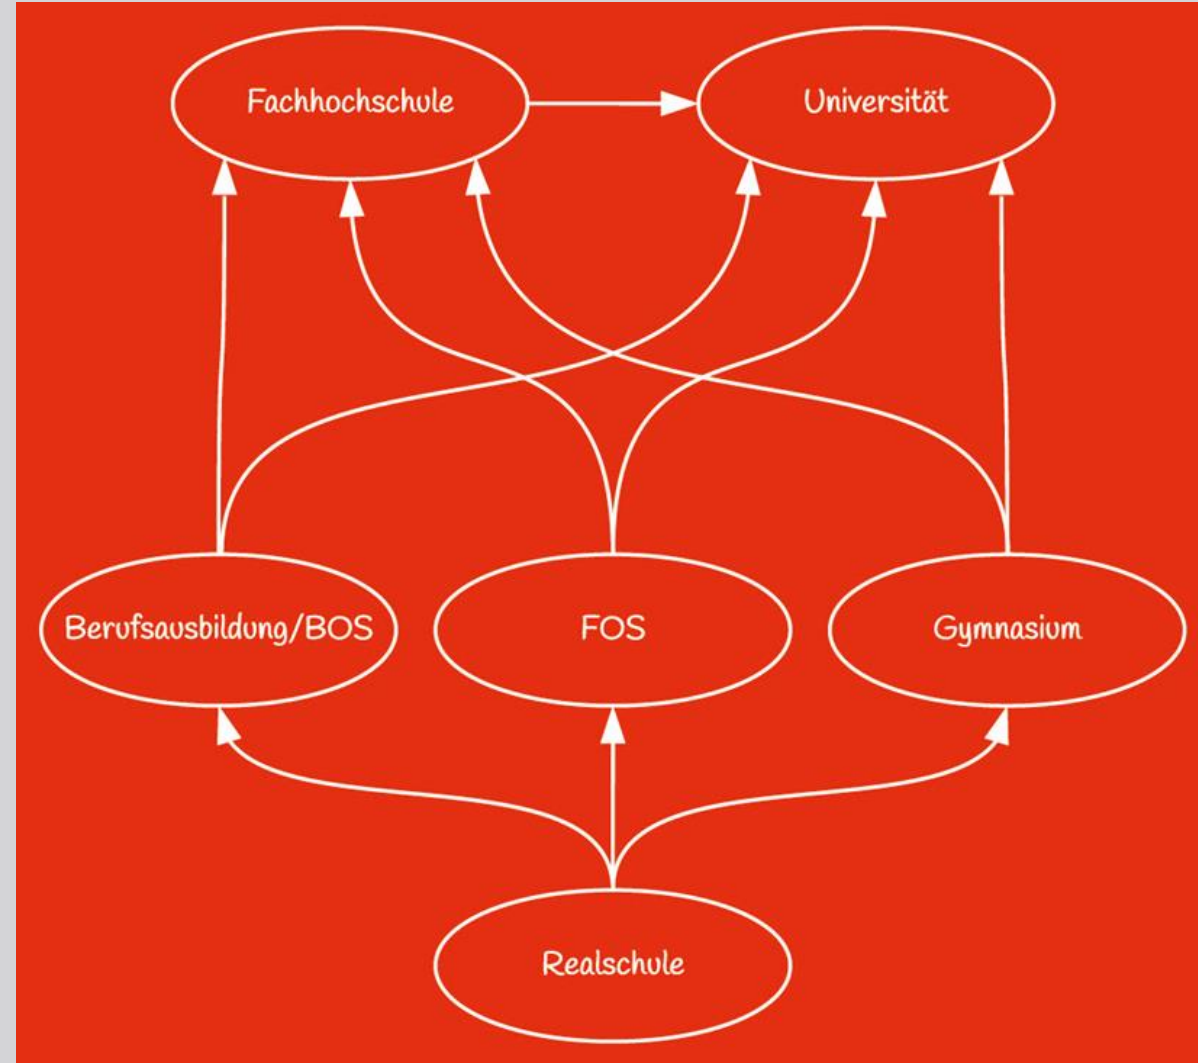 Fachhochschule
Universität
Berufsausbildung/BOS
FOS
Gymnasium
Realschule